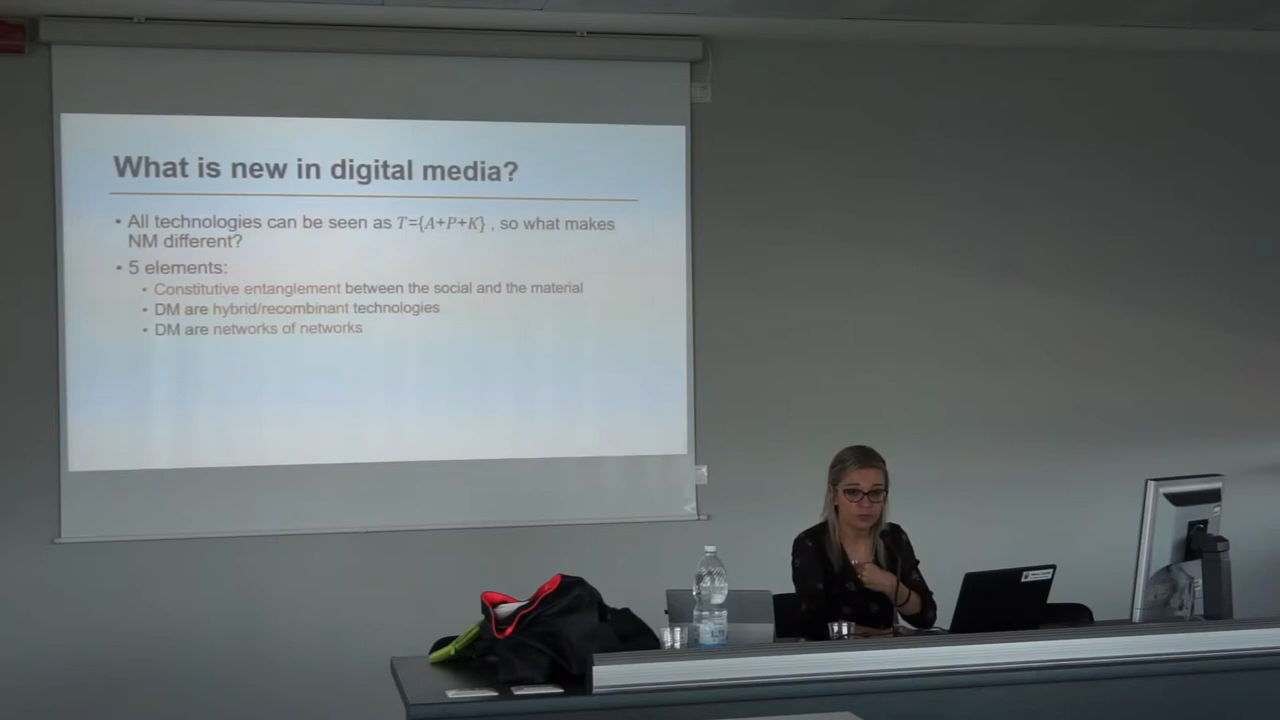 What is new in digital media?
• All technologies can be seen as T={A+P+K} , so what makes
NM different?
• 5 elements:
• Constitutive entanglement between the social and the material
• DM are hybrid/recombinant technologies
• DM are networks of networks